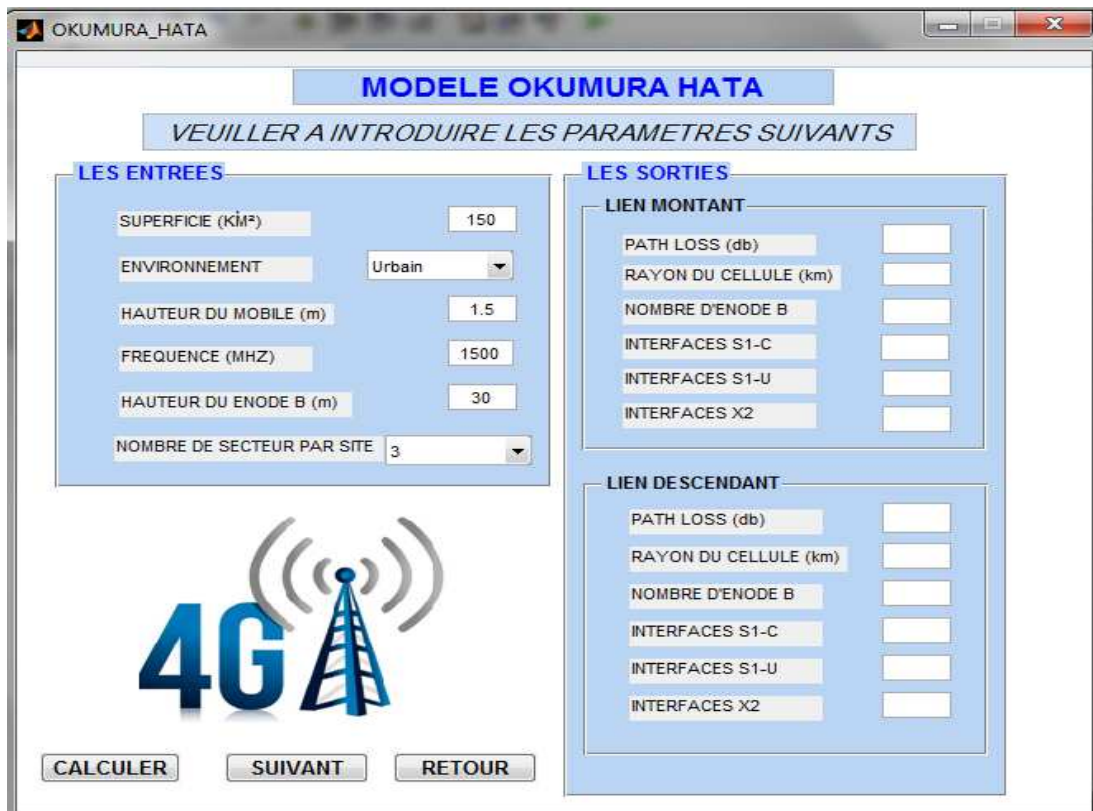 OKUMURA_HATA
MODELE OKUMURA HATA
VEUILLER A INTRODUIRE LES PARAMETRES SUIVANTS
LES ENTREES
SUPERFICIE (KM²) 150
ENVIRONNEMENT Urbain
HAUTEUR DU MOBILE (m) 1.5
FREQUENCE (MHZ) 1500
HAUTEUR DU ENODE B (m) 30
NOMBRE DE SECTEUR PAR SITE 3
4G
CALCULER SUIVANT RETOUR
LES SORTIES
LIEN MONTANT
PATH LOSS (db)
RAYON DU CELLULE (km)
NOMBRE D'ENODE B
INTERFACES S1-C
INTERFACES S1-U
INTERFACES X2
LIEN DESCENDANT
PATH LOSS (db)
RAYON DU CELLULE (km)
NOMBRE D'ENODE B
INTERFACES S1-C
INTERFACES S1-U
INTERFACES X2